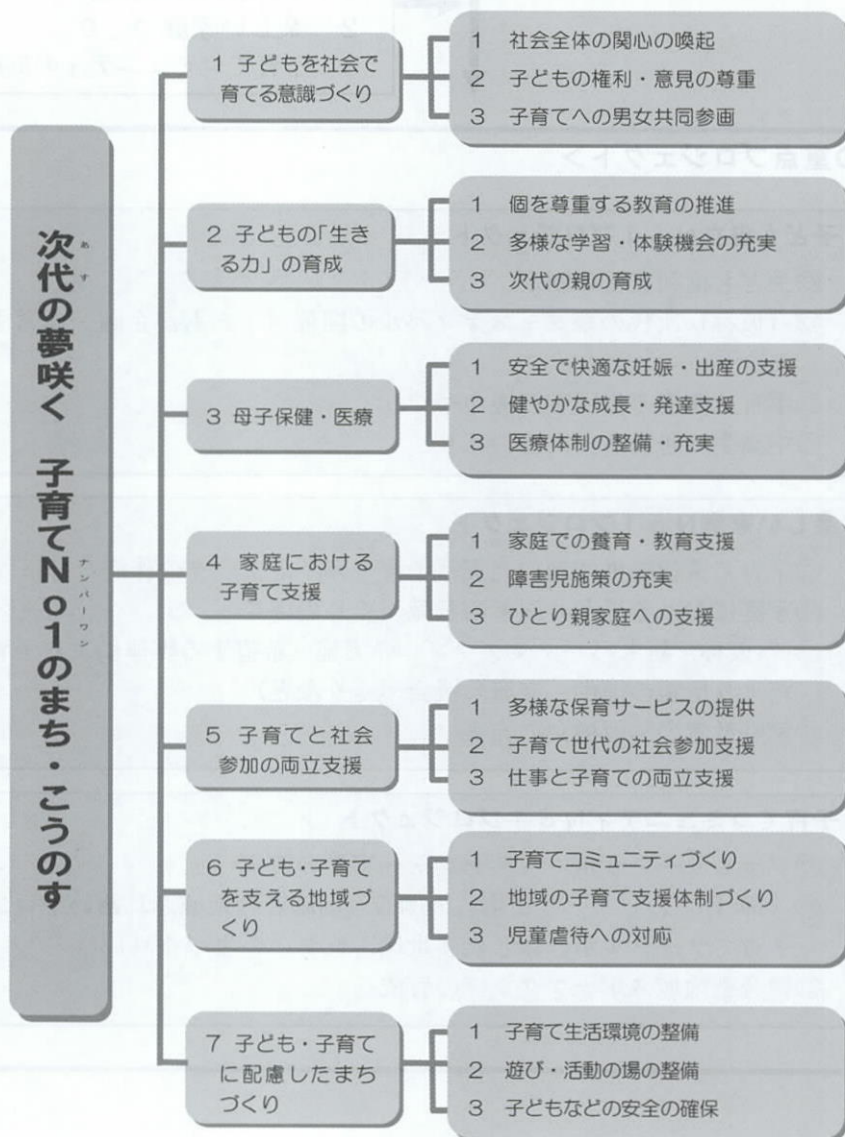 次代の夢咲く　子育てNo1のまち・こうのす
あす
ナンバーワン
1 子どもを社会で
育てる意識づくり
1 社会全体の関心の喚起
2 子どもの権利・意見の尊重
3 子育てへの男女共同参画
2 子どもの「生き
る力」の育成
1 個を尊重する教育の推進
2 多様な学習・体験機会の充実
3 次代の親の育成
3 母子保健・医療
1 安全で快適な妊娠・出産の支援
2 健やかな成長・発達支援
3 医療体制の整備・充実
4 家庭における
子育て支援
1 家庭での養育・教育支援
2 障害児施策の充実
3 ひとり親家庭への支援
5 子育てと社会
参加の両立支援
1 多様な保育サービスの提供
2 子育て世代の社会参加支援
3 仕事と子育ての両立支援
6 子ども・子育て
を支える地域づ
くり
1 子育てコミュニティづくり
2 地域の子育て支援体制づくり
3 児童虐待への対応
7 子ども・子育て
に配慮したまち
づくり
1 子育て生活環境の整備
2 遊び・活動の場の整備
3 子どもなどの安全の確保